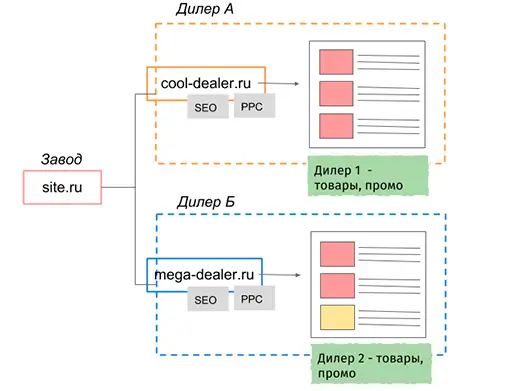 Дилер А
cool-dealer.ru
SEO
PPC
Дилер 1 -
товары, промо
Завод
site.ru
Дилер Б
mega-dealer.ru
SEO
PPC
Дилер 2 - товары,
промо